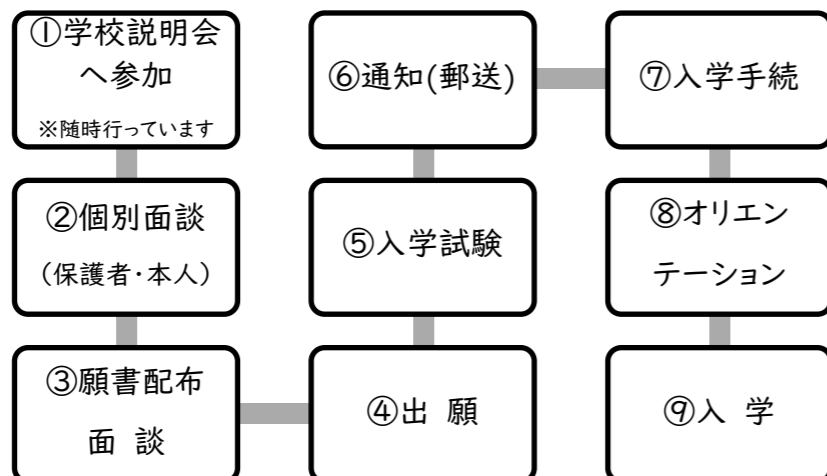 ①学校説明会
へ参加
※随時行っています
②個別面談
（保護者・本人）
③願書配布
面 談
④出 願
⑤入学試験
⑥通知(郵送)
⑦入学手続
⑧オリエン
テーション
⑨入 学